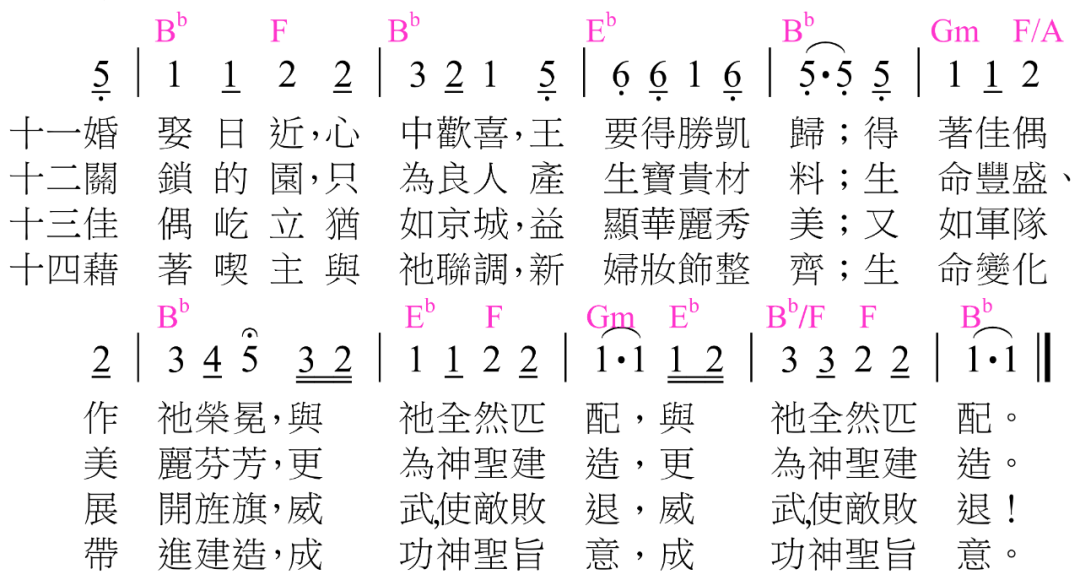 B♭ F B♭ E♭ B♭ Gm F/A
5 | 1 1 2 2 | 3 2 1 5 | 6 6 1 6 | 5·5 5 | 1 1 2
十一婚 娶日近,心 中歡喜,王 要得勝凱 歸;得 著佳偶
十二關 鎖的園,只 為良人產 生寶貴材 料;生 命豐盛、
十三佳 偶屹立猶 如京城,益 顯華麗秀 美;又 如軍隊
十四藉 著喫主與 祂聯調,新 婦妝飾整 齊;生 命變化
B♭ E♭ F Gm E♭ B♭/F F B♭
2 | 3 4 5 3 2 | 1 1 2 2 | 1·1 1 2 | 3 3 2 2 | 1·1 ‖
作 祂榮冕,與 祂全然匹 配,與 祂全然匹 配。
美 麗芬芳,更 為神聖建 造,更 為神聖建 造。
展 開旌旗,威 武,使敵敗 退,威 武,使敵敗 退!
帶 進建造,成 功神聖旨 意,成 功神聖旨 意。